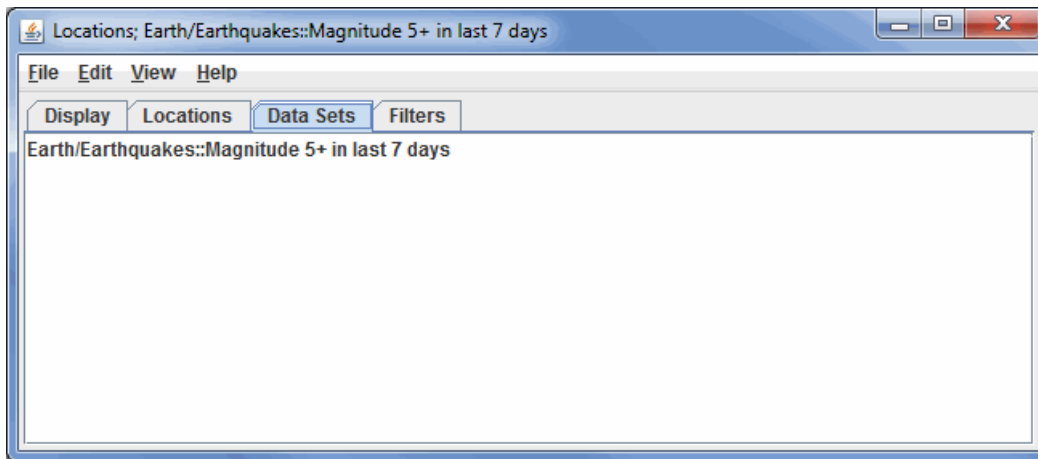 Locations; Earth/Earthquakes::Magnitude 5+ in last 7 days
File Edit View Help
Display Locations Data Sets Filters
Earth/Earthquakes::Magnitude 5+ in last 7 days